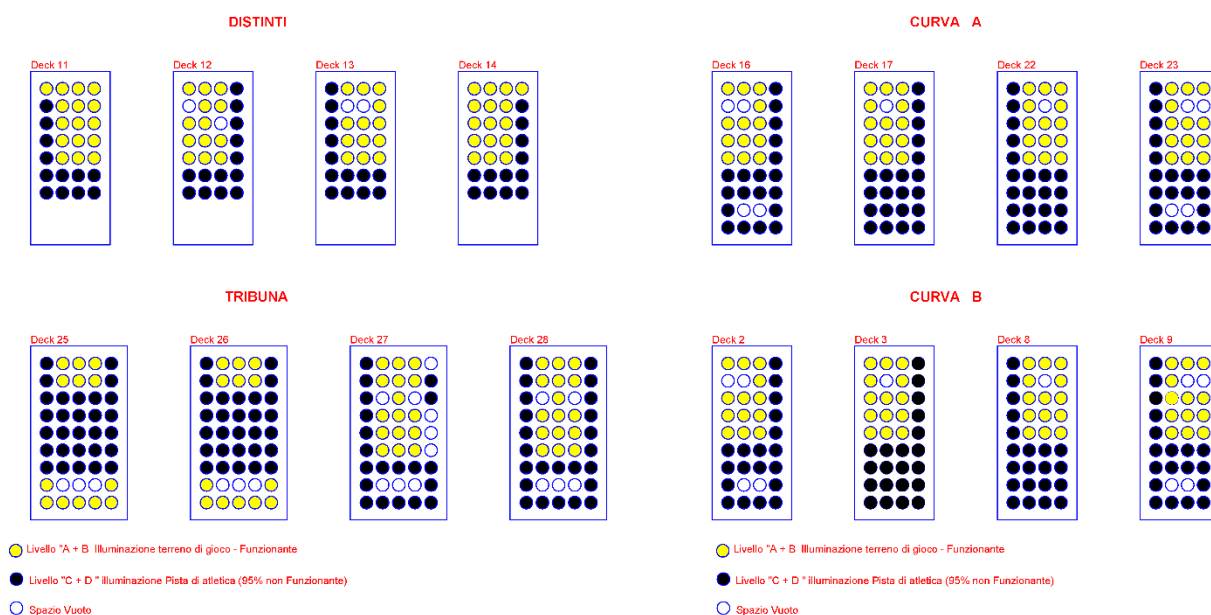 DISTINTI
CURVA A
Deck 11
Deck 12
Deck 13
Deck 14
Deck 16
Deck 17
Deck 22
Deck 23
TRIBUNA
CURVA B
Deck 25
Deck 26
Deck 27
Deck 28
Deck 2
Deck 3
Deck 8
Deck 9
Livello "A + B Illuminazione terreno di gioco - Funzionante
Livello "C + D " illuminazione Pista di atletica (95% non Funzionante)
Spazio Vuoto
Livello "A + B Illuminazione terreno di gioco - Funzionante
Livello "C + D " illuminazione Pista di atletica (95% non Funzionante)
Spazio Vuoto